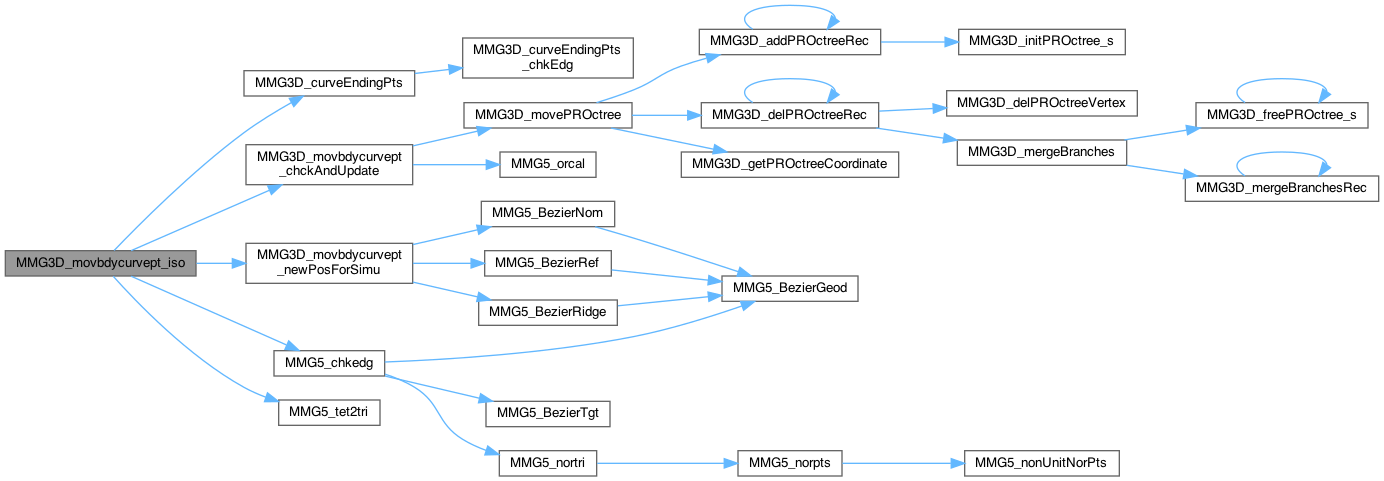 MMG3D_movbdycurvept_iso
MMG3D_curveEndingPts
MMG3D_curveEndingPts
_chkEdg
MMG3D_movbdycurvept
_chckAndUpdate
MMG3D_movePROctree
MMG3D_addPROctreeRec
MMG3D_initPROctree_s
MMG3D_delPROctreeRec
MMG3D_delPROctreeVertex
MMG3D_mergeBranches
MMG3D_freePROctree_s
MMG3D_mergeBranchesRec
MMG3D_getPROctreeCoordinate
MMG5_orcal
MMG3D_movbdycurvept
_newPosForSimu
MMG5_BezierNom
MMG5_BezierRef
MMG5_BezierRidge
MMG5_BezierGeod
MMG5_chkedg
MMG5_BezierTgt
MMG5_nortri
MMG5_norpts
MMG5_nonUnitNorPts
MMG5_tet2tri